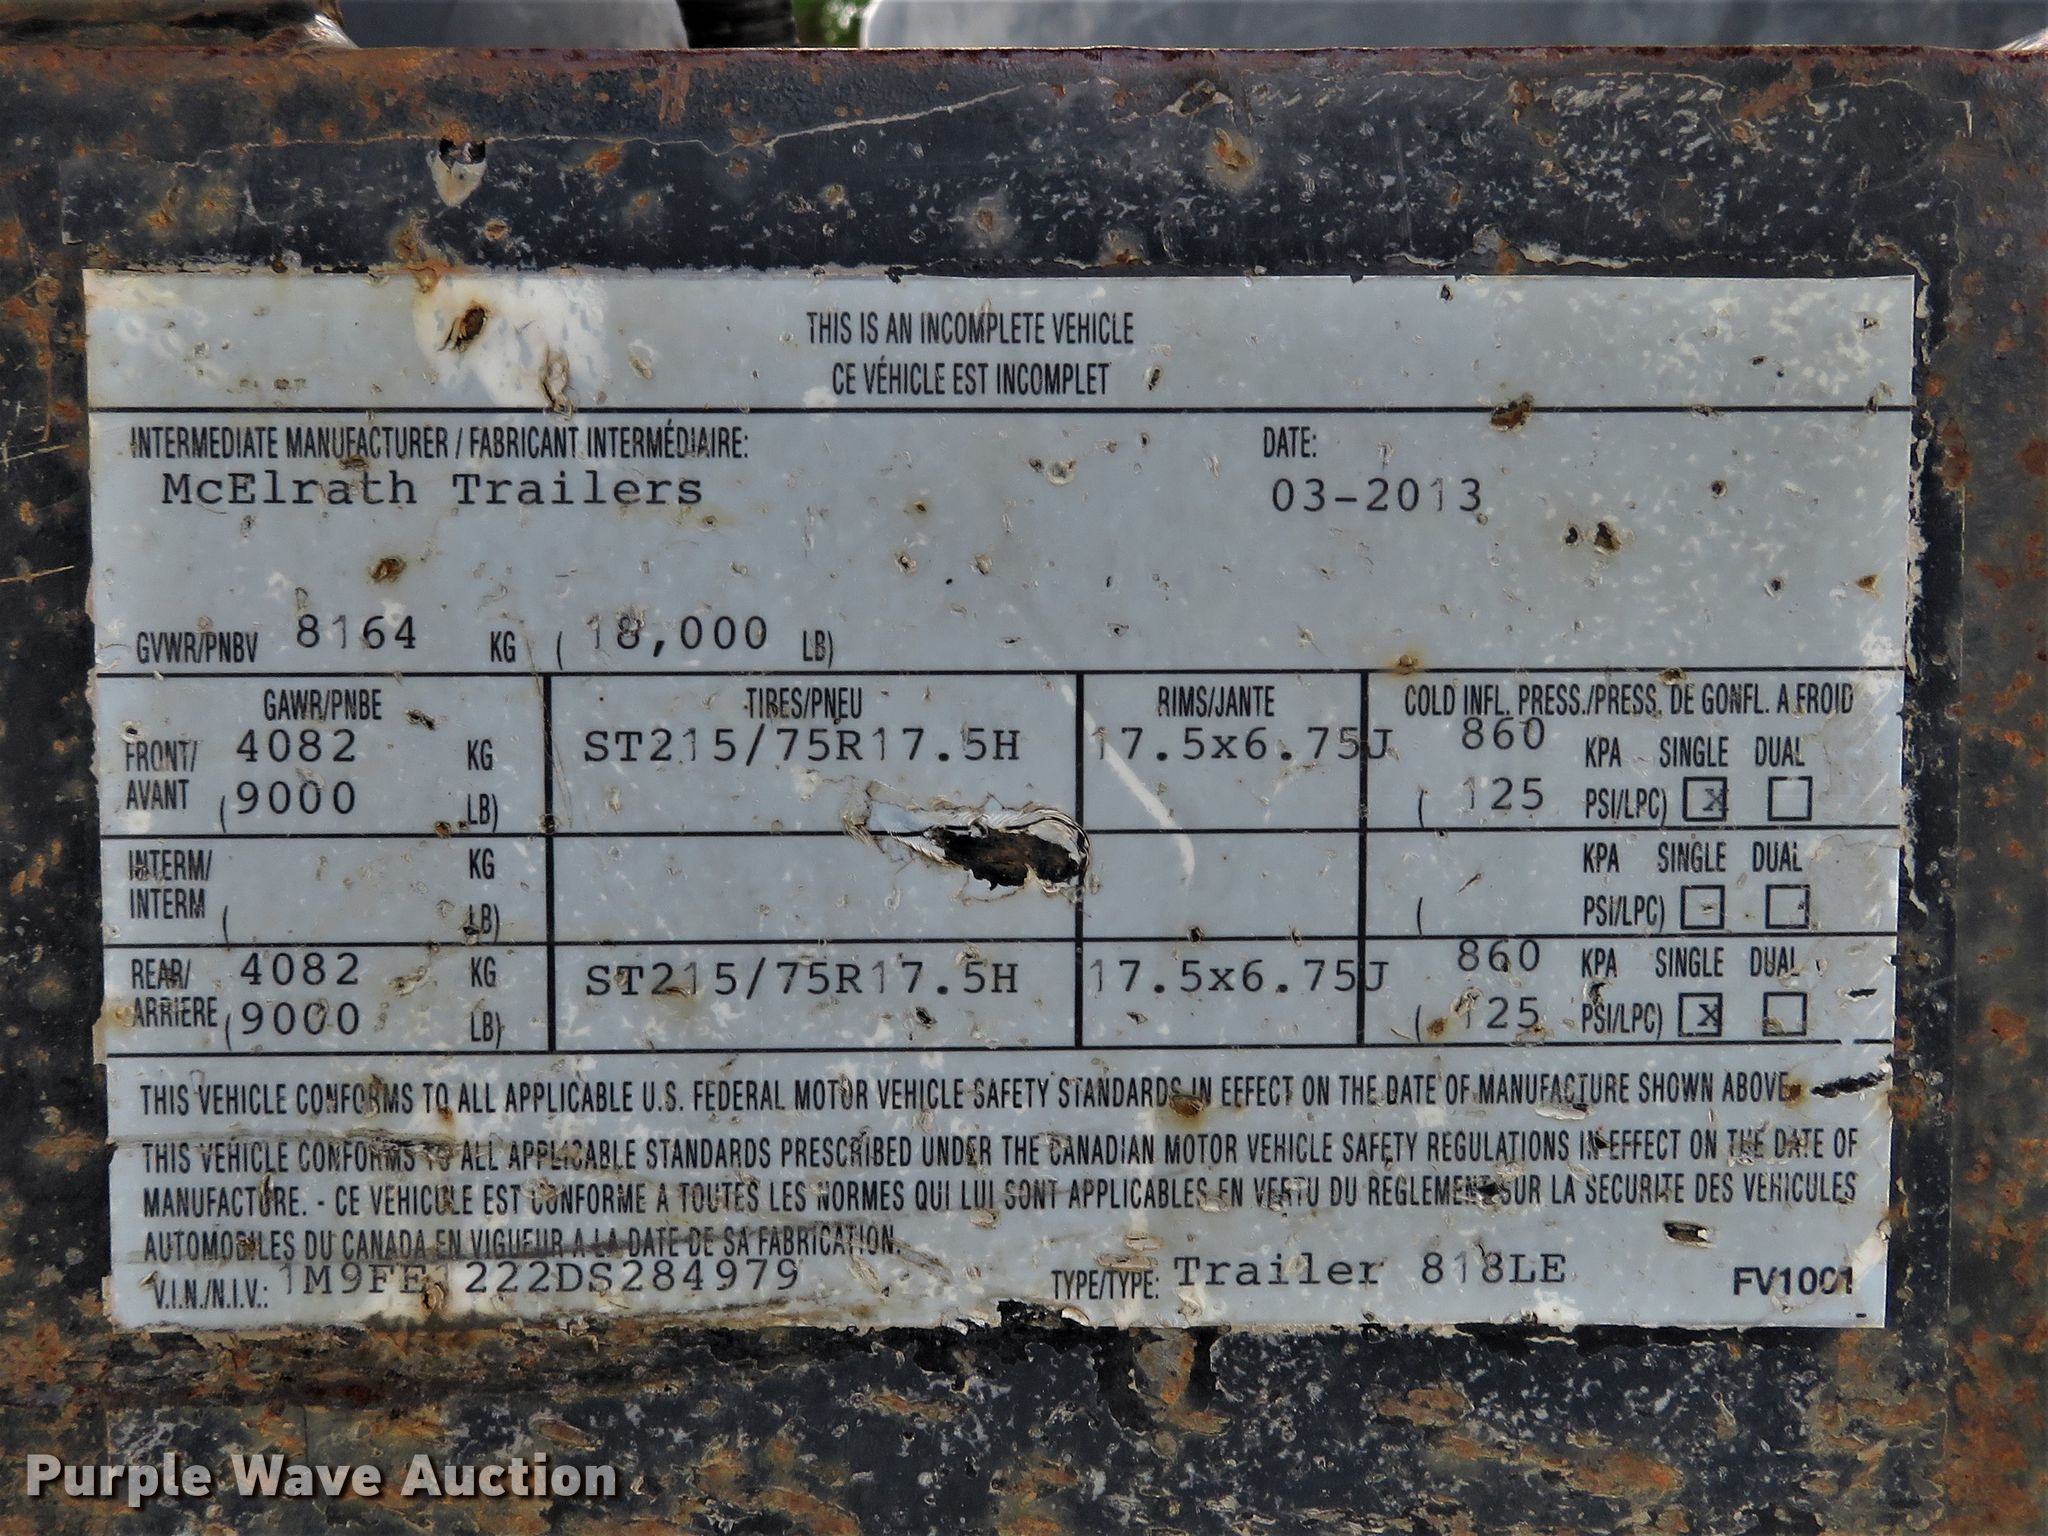 THIS IS AN INCOMPLETE VEHICLE
CE VÉHICLE EST INCOMPLET
INTERMEDIATE MANUFACTURER / FABRICANT INTERMÉDIAIRE: DATE:
McElrath Trailers 03-2013
GVWR/PNBV 8164 KG ( 18,000 LB)
GAWR/PNBE TIRES/PNEU RIMS/JANTE COLD INFL. PRESS./PRESS. DE GONFL. A FROID
FRONT/ 4082 KG ST215/75R17.5H 17.5x6.75J 860 KPA SINGLE DUAL
AVANT (9000 LB) ( 125 PSI/LPC) X
INTERM/ KG KPA SINGLE DUAL
INTERM ( LB) ( PSI/LPC)
REAR/ 4082 KG ST215/75R17.5H 17.5x6.75J 860 KPA SINGLE DUAL
ARRIERE (9000 LB) ( 125 PSI/LPC) X
THIS VEHICLE CONFORMS TO ALL APPLICABLE U.S. FEDERAL MOTOR VEHICLE SAFETY STANDARDS IN EFFECT ON THE DATE OF MANUFACTURE SHOWN ABOVE.
THIS VEHICLE CONFORMS TO ALL APPLICABLE STANDARDS PRESCRIBED UNDER THE CANADIAN MOTOR VEHICLE SAFETY REGULATIONS IN EFFECT ON THE DATE OF
MANUFACTURE. - CE VEHICULE EST CONFORME A TOUTES LES NORMES QUI LUI SONT APPLICABLES EN VERTU DU REGLEMENT SUR LA SECURITE DES VEHICULES
AUTOMOBILES DU CANADA EN VIGUEUR A LA DATE DE SA FABRICATION.
V.I.N./N.I.V.: 1M9FE1222DS284979 TYPE/TYPE: Trailer 818LE FV1001
Purple Wave Auction